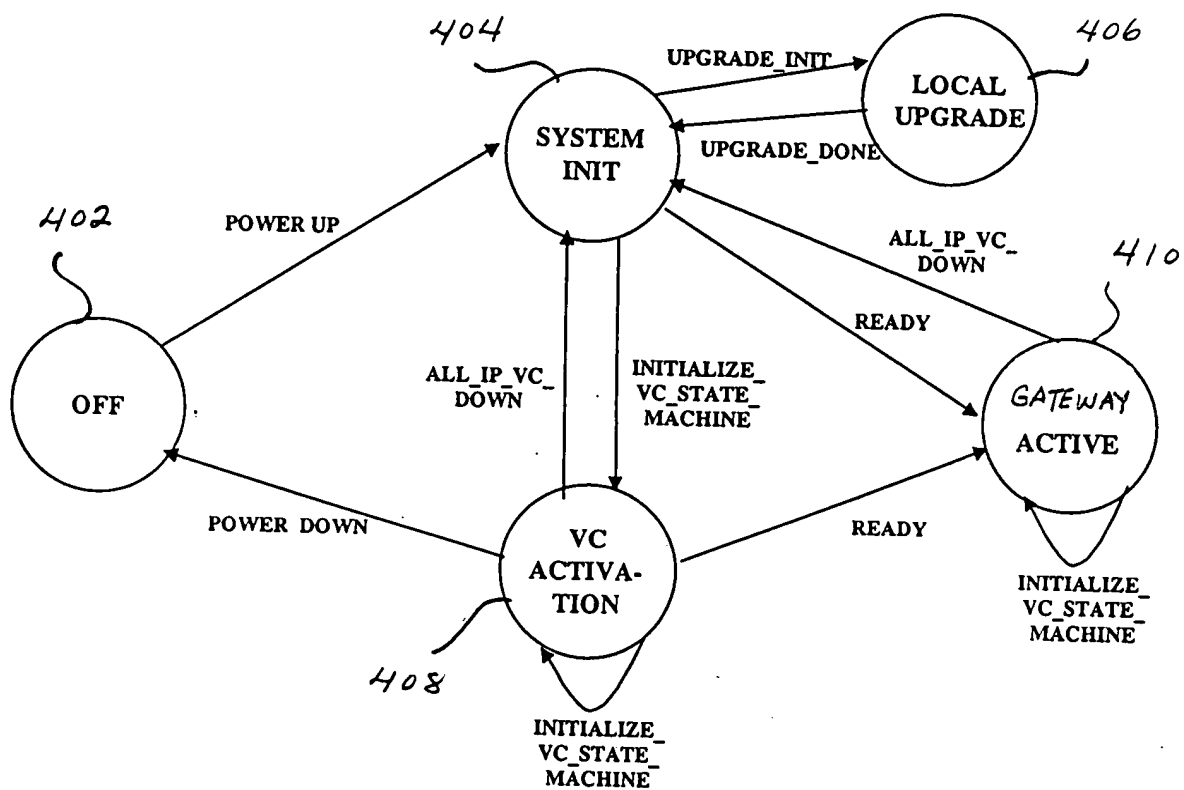 404
406
UPGRADE_INIT
LOCAL
UPGRADE
SYSTEM
INIT
UPGRADE_DONE
402
POWER UP
ALL_IP_VC_
DOWN
410
READY
ALL_IP_VC_
DOWN
INITIALIZE_
VC_STATE_
MACHINE
OFF
GATEWAY
ACTIVE
POWER DOWN
VC
ACTIVA-
TION
READY
INITIALIZE_
VC_STATE_
MACHINE
408
INITIALIZE_
VC_STATE_
MACHINE